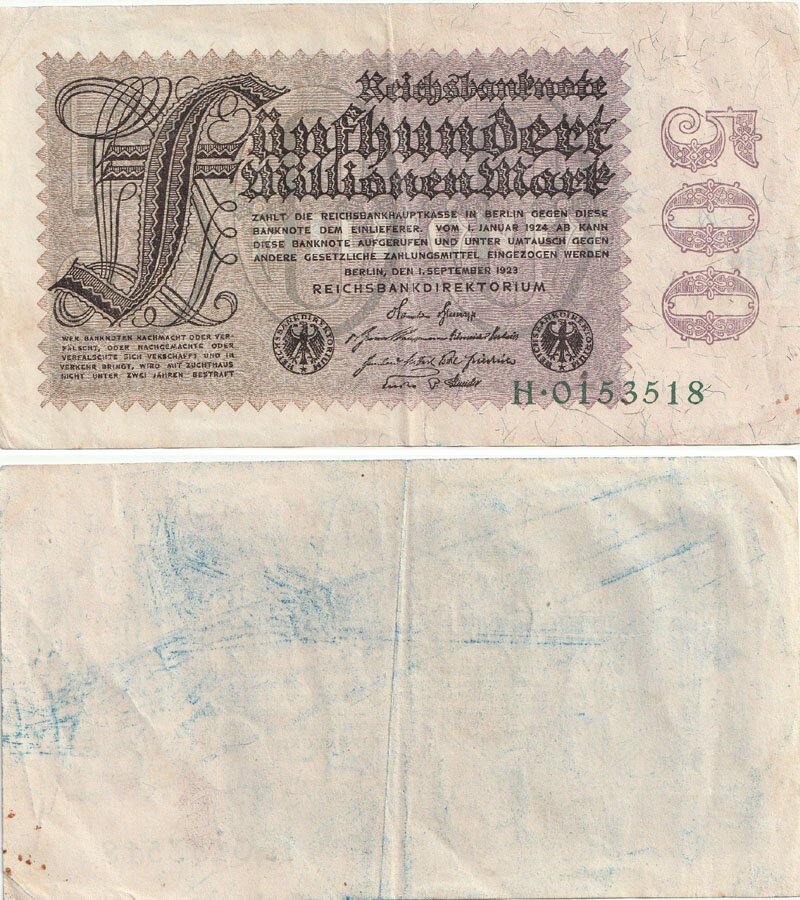 Reichsbanknote
Fünfhundert
Millionen Mark
ZAHLT DIE REICHSBANKHAUPTKASSE IN BERLIN GEGEN DIESE
BANKNOTE DEM EINLIEFERER. VOM 1. JANUAR 1924 AB KANN
DIESE BANKNOTE AUFGERUFEN UND UNTER UMTAUSCH GEGEN
ANDERE GESETZLICHE ZAHLUNGSMITTEL EINGEZOGEN WERDEN
BERLIN, DEN 1. SEPTEMBER 1923
REICHSBANKDIREKTORIUM
WER BANKNOTEN NACHMACHT ODER VER-
FÄLSCHT, ODER NACHGEMACHTE ODER
VERFÄLSCHTE SICH VERSCHAFFT UND IN
VERKEHR BRINGT, WIRD MIT ZUCHTHAUS
NICHT UNTER ZWEI JAHREN BESTRAFT
REICHSBANKDIREKTORIUM
REICHSBANKDIREKTORIUM
H·0153518
500